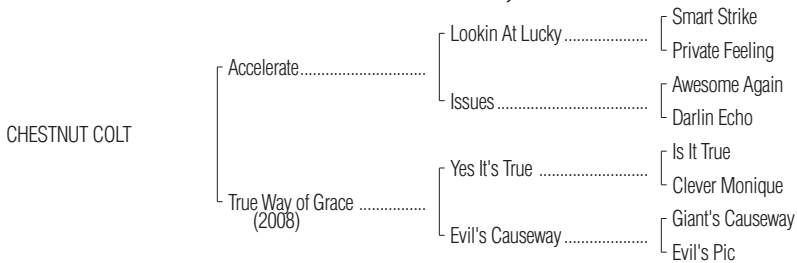 Smart Strike
Lookin At Lucky ....................
Private Feeling
Accelerate..............................
Awesome Again
Issues ....................................
Darlin Echo
CHESTNUT COLT
Is It True
Yes It's True ..........................
Clever Monique
True Way of Grace ................
(2008)
Giant's Causeway
Evil's Causeway ....................
Evil's Pic